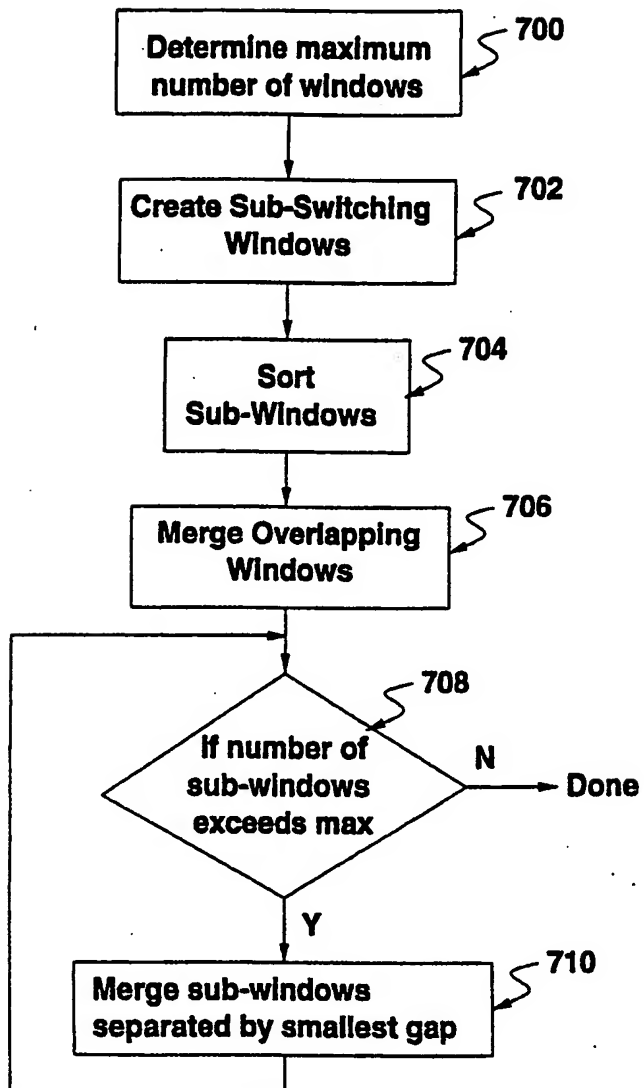 Determine maximum
number of windows
700
Create Sub-Switching
Windows
702
Sort
Sub-Windows
704
Merge Overlapping
Windows
706
If number of
sub-windows
exceeds max
708
N
Done
Y
Merge sub-windows
separated by smallest gap
710